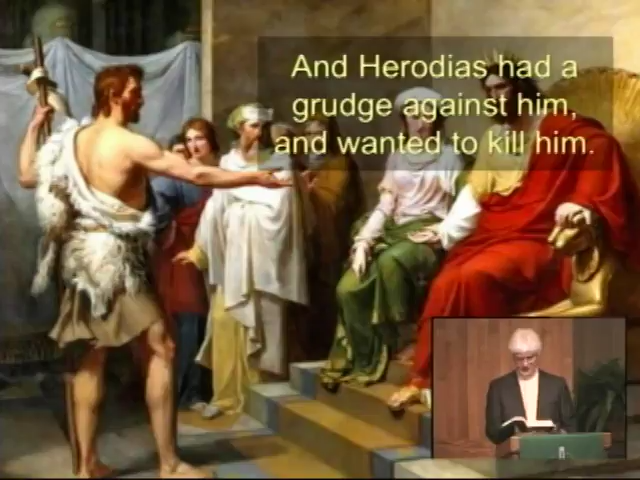 And Herodias had a
grudge against him,
and wanted to kill him.